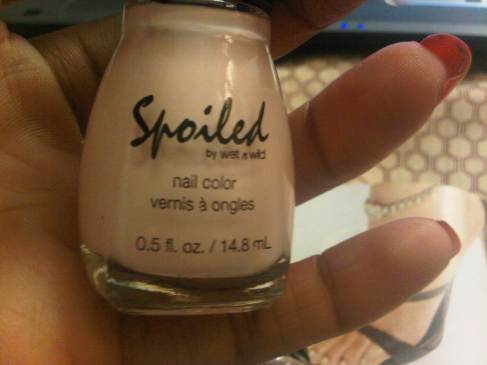 Spoiled
by wet n wild
nail color
vernis à ongles
0.5 fl. oz. / 14.8 mL